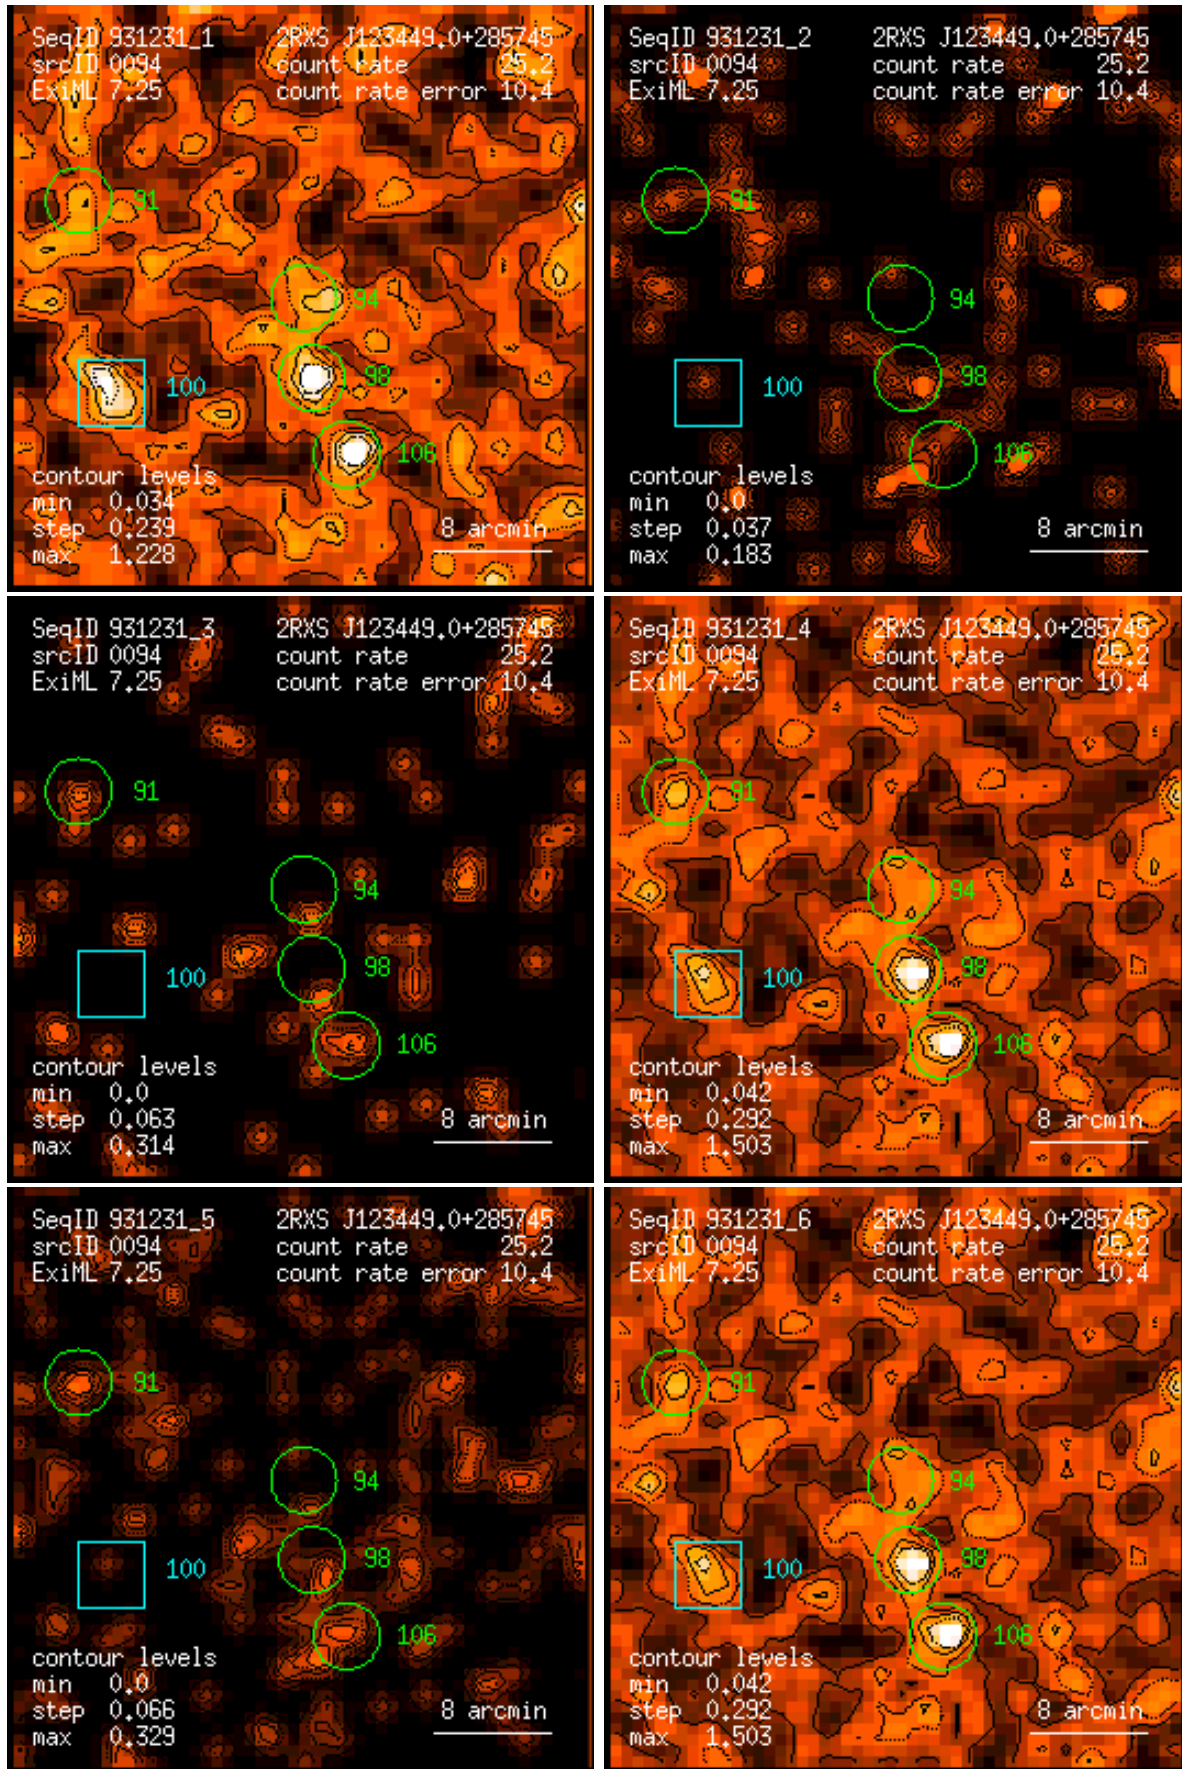 SeqID 931231_1 2RXS J123449.0+285745
srcID 0094 count rate 25.2
ExiML 7.25 count rate error 10.4
91
94
98
100
106
contour levels
min 0.034
step 0.239
max 1.228
8 arcmin
SeqID 931231_2 2RXS J123449.0+285745
srcID 0094 count rate 25.2
ExiML 7.25 count rate error 10.4
91
94
98
100
106
contour levels
min 0.0
step 0.037
max 0.183
8 arcmin
SeqID 931231_3 2RXS J123449.0+285745
srcID 0094 count rate 25.2
ExiML 7.25 count rate error 10.4
91
94
98
100
106
contour levels
min 0.0
step 0.063
max 0.314
8 arcmin
SeqID 931231_4 2RXS J123449.0+285745
srcID 0094 count rate 25.2
ExiML 7.25 count rate error 10.4
91
94
98
100
106
contour levels
min 0.042
step 0.292
max 1.503
8 arcmin
SeqID 931231_5 2RXS J123449.0+285745
srcID 0094 count rate 25.2
ExiML 7.25 count rate error 10.4
91
94
98
100
106
contour levels
min 0.0
step 0.066
max 0.329
8 arcmin
SeqID 931231_6 2RXS J123449.0+285745
srcID 0094 count rate 25.2
ExiML 7.25 count rate error 10.4
91
94
98
100
106
contour levels
min 0.042
step 0.292
max 1.503
8 arcmin